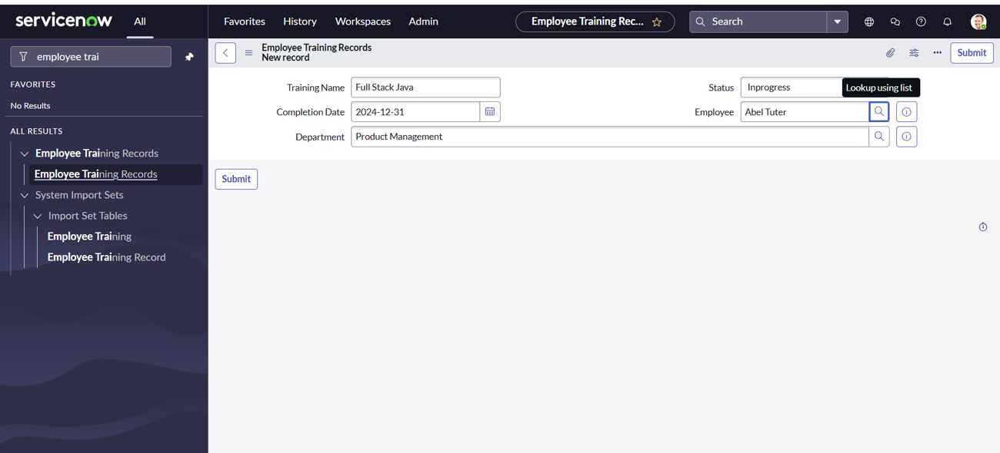 servicenow All Favorites History Workspaces Admin Employee Training Rec... Search
employee trai
FAVORITES
No Results
ALL RESULTS
Employee Training Records
Employee Training Records
System Import Sets
Import Set Tables
Employee Training
Employee Training Record
Employee Training Records
New record
Submit
Training Name Full Stack Java
Status Inprogress
Lookup using list
Completion Date 2024-12-31
Employee Abel Tuter
Department Product Management
Submit